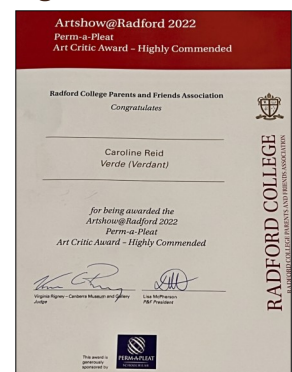 Artshow@Radford 2022
Perm-a-Pleat
Art Critic Award – Highly Commended
Radford College Parents and Friends Association
Congratulates
Caroline Reid
Verde (Verdant)
for being awarded the
Artshow@Radford 2022
Perm-a-Pleat
Art Critic Award – Highly Commended
Virginia Rigney – Canberra Museum and Gallery
Judge
Lisa McPherson
P&F President
This award is
generously
sponsored by
PERM-A-PLEAT
RADFORD COLLEGE
RADFORD COLLEGE PARENTS AND FRIENDS ASSOCIATION